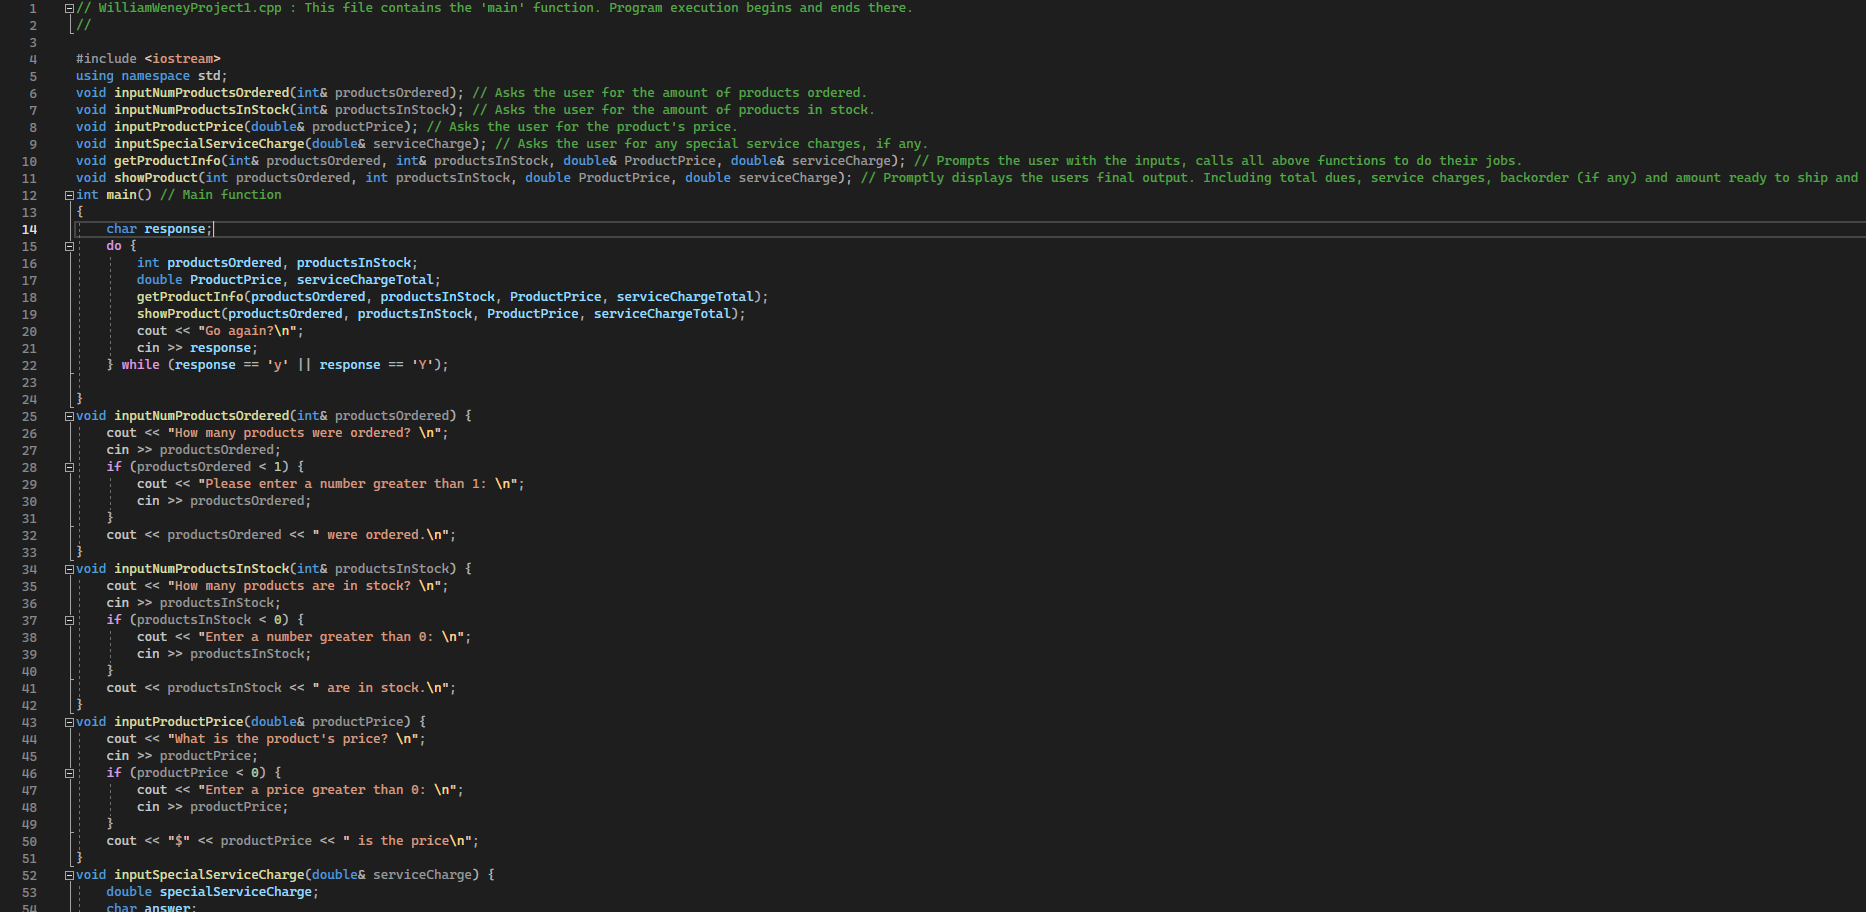 1 // WilliamWeneyProject1.cpp : This file contains the 'main' function. Program execution begins and ends there.
2 //
3
4 #include <iostream>
5 using namespace std;
6 void inputNumProductsOrdered(int& productsOrdered); // Asks the user for the amount of products ordered.
7 void inputNumProductsInStock(int& productsInStock); // Asks the user for the amount of products in stock.
8 void inputProductPrice(double& productPrice); // Asks the user for the product's price.
9 void inputSpecialServiceCharge(double& serviceCharge); // Asks the user for any special service charges, if any.
10 void getProductInfo(int& productsOrdered, int& productsInStock, double& ProductPrice, double& serviceCharge); // Prompts the user with the inputs, calls all above functions to do their jobs.
11 void showProduct(int productsOrdered, int productsInStock, double ProductPrice, double serviceCharge); // Promptly displays the users final output. Including total dues, service charges, backorder (if any) and amount ready to ship and
12 int main() // Main function
13 {
14     char response;
15     do {
16         int productsOrdered, productsInStock;
17         double ProductPrice, serviceChargeTotal;
18         getProductInfo(productsOrdered, productsInStock, ProductPrice, serviceChargeTotal);
19         showProduct(productsOrdered, productsInStock, ProductPrice, serviceChargeTotal);
20         cout << "Go again?\n";
21         cin >> response;
22     } while (response == 'y' || response == 'Y');
23
24 }
25 void inputNumProductsOrdered(int& productsOrdered) {
26     cout << "How many products were ordered? \n";
27     cin >> productsOrdered;
28     if (productsOrdered < 1) {
29         cout << "Please enter a number greater than 1: \n";
30         cin >> productsOrdered;
31     }
32     cout << productsOrdered << " were ordered.\n";
33 }
34 void inputNumProductsInStock(int& productsInStock) {
35     cout << "How many products are in stock? \n";
36     cin >> productsInStock;
37     if (productsInStock < 0) {
38         cout << "Enter a number greater than 0: \n";
39         cin >> productsInStock;
40     }
41     cout << productsInStock << " are in stock.\n";
42 }
43 void inputProductPrice(double& productPrice) {
44     cout << "What is the product's price? \n";
45     cin >> productPrice;
46     if (productPrice < 0) {
47         cout << "Enter a price greater than 0: \n";
48         cin >> productPrice;
49     }
50     cout << "$" << productPrice << " is the price\n";
51 }
52 void inputSpecialServiceCharge(double& serviceCharge) {
53     double specialServiceCharge;
54     char answer;